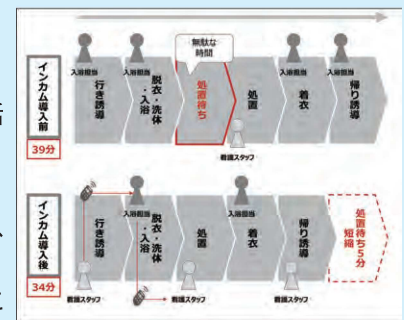 無駄な
時間
インカム導入前
39分
入浴担当
入浴担当
入浴担当
入浴担当
行き誘導
脱衣・洗体
・入浴
処置待ち
処置
着衣
帰り誘導
看護スタッフ
インカム導入後
34分
入浴担当
入浴担当
行き誘導
脱衣・洗体
・入浴
処置
着衣
帰り誘導
処置待ち5分
短縮
看護スタッフ
看護スタッフ
看護スタッフ